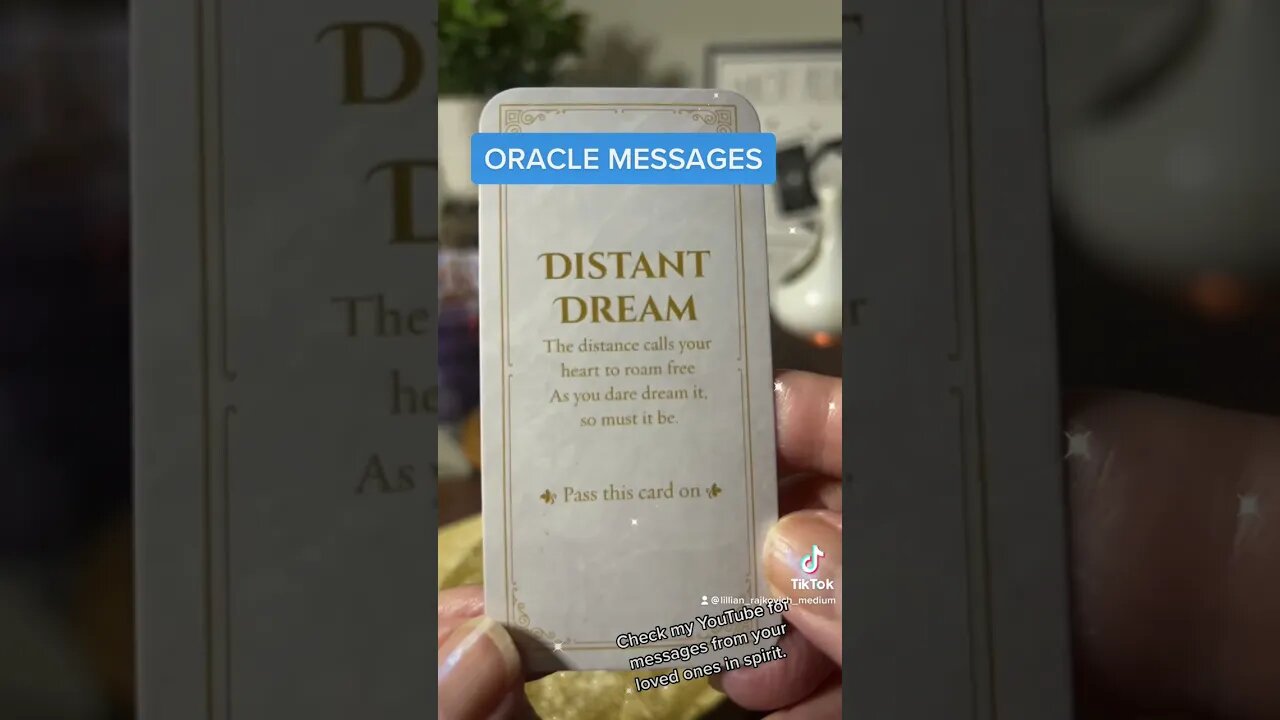 ORACLE MESSAGES
DISTANT
DREAM
The distance calls your
heart to roam free
As you dare dream it,
so must it be.
Pass this card on
TikTok
@lillian_rajkovich_medium
Check my YouTube for
messages from your
loved ones in spirit.